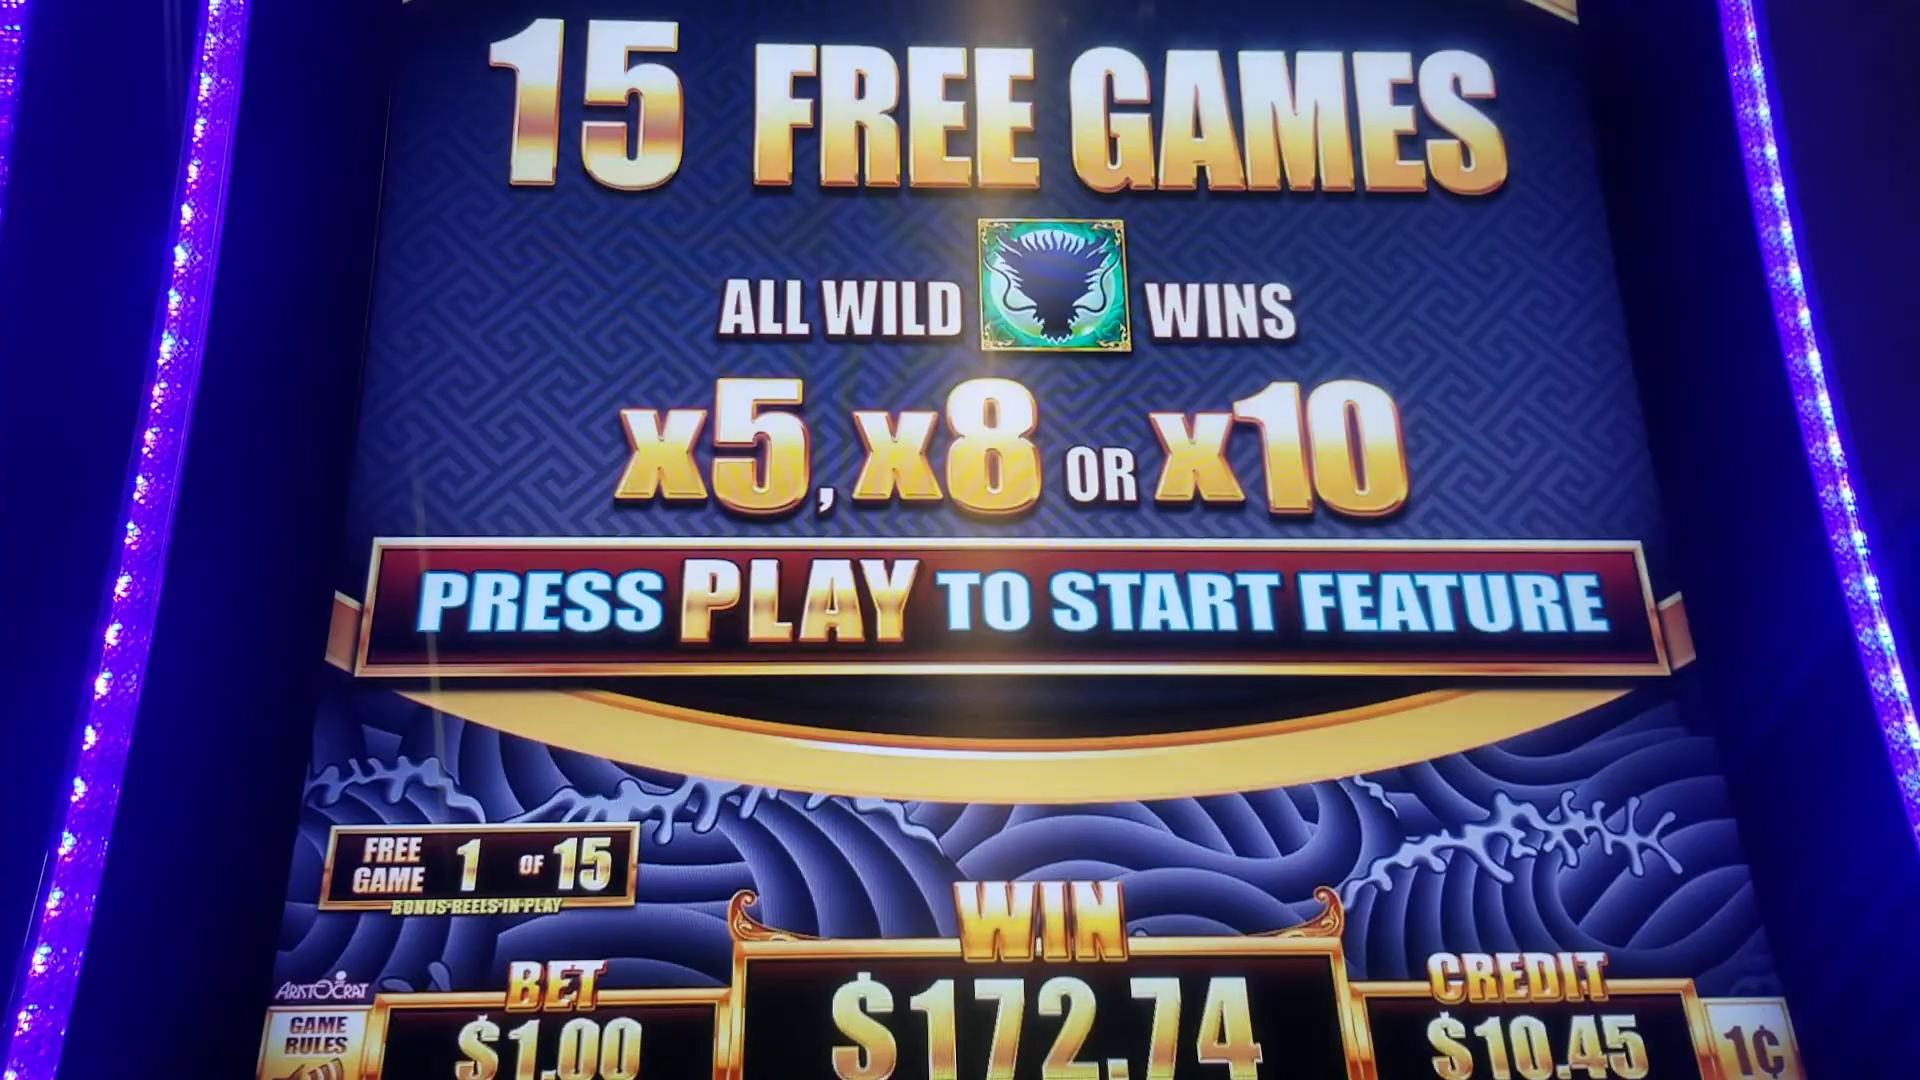 15 FREE GAMES
ALL WILD WINS
x5, x8 OR x10
PRESS PLAY TO START FEATURE
FREE GAME 1 OF 15
BONUS REELS IN PLAY
ARISTOCRAT
GAME RULES
BET
$1.00
WIN
$172.74
CREDIT
$10.45
1¢